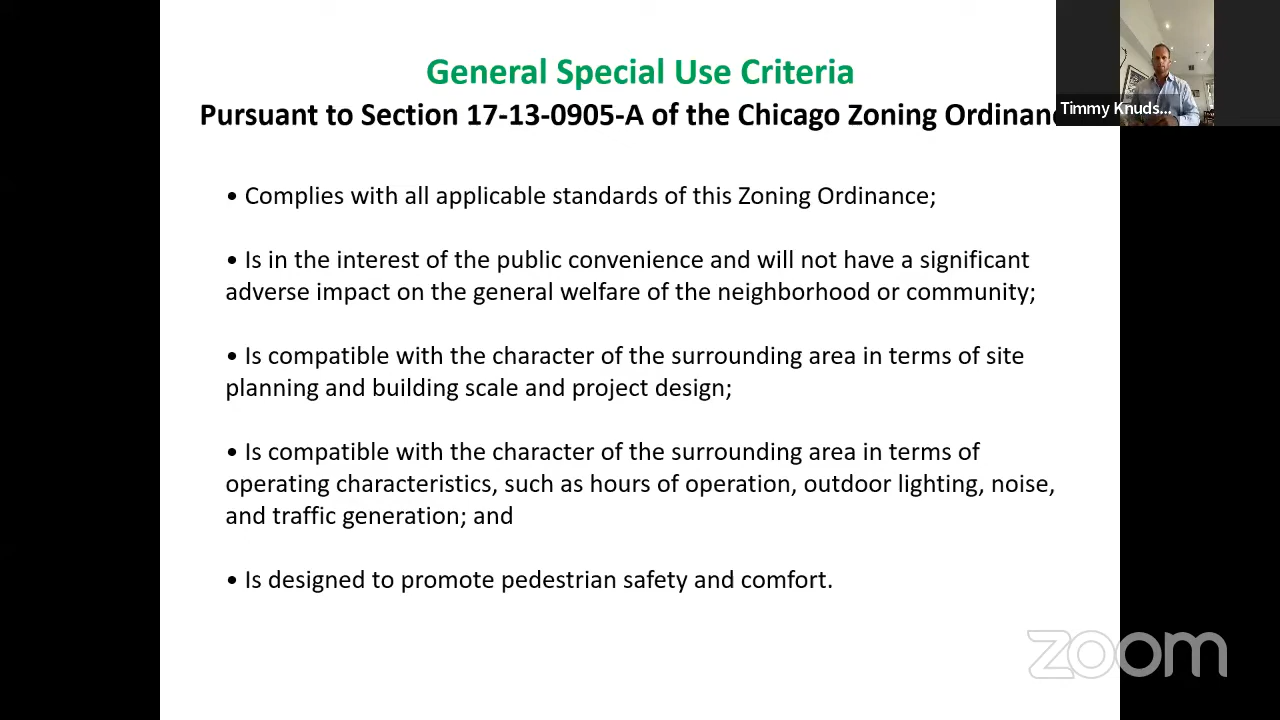 General Special Use Criteria
Pursuant to Section 17-13-0905-A of the Chicago Zoning Ordinan
Timmy Knuds...
• Complies with all applicable standards of this Zoning Ordinance;
• Is in the interest of the public convenience and will not have a significant
adverse impact on the general welfare of the neighborhood or community;
• Is compatible with the character of the surrounding area in terms of site
planning and building scale and project design;
• Is compatible with the character of the surrounding area in terms of
operating characteristics, such as hours of operation, outdoor lighting, noise,
and traffic generation; and
• Is designed to promote pedestrian safety and comfort.
zoom